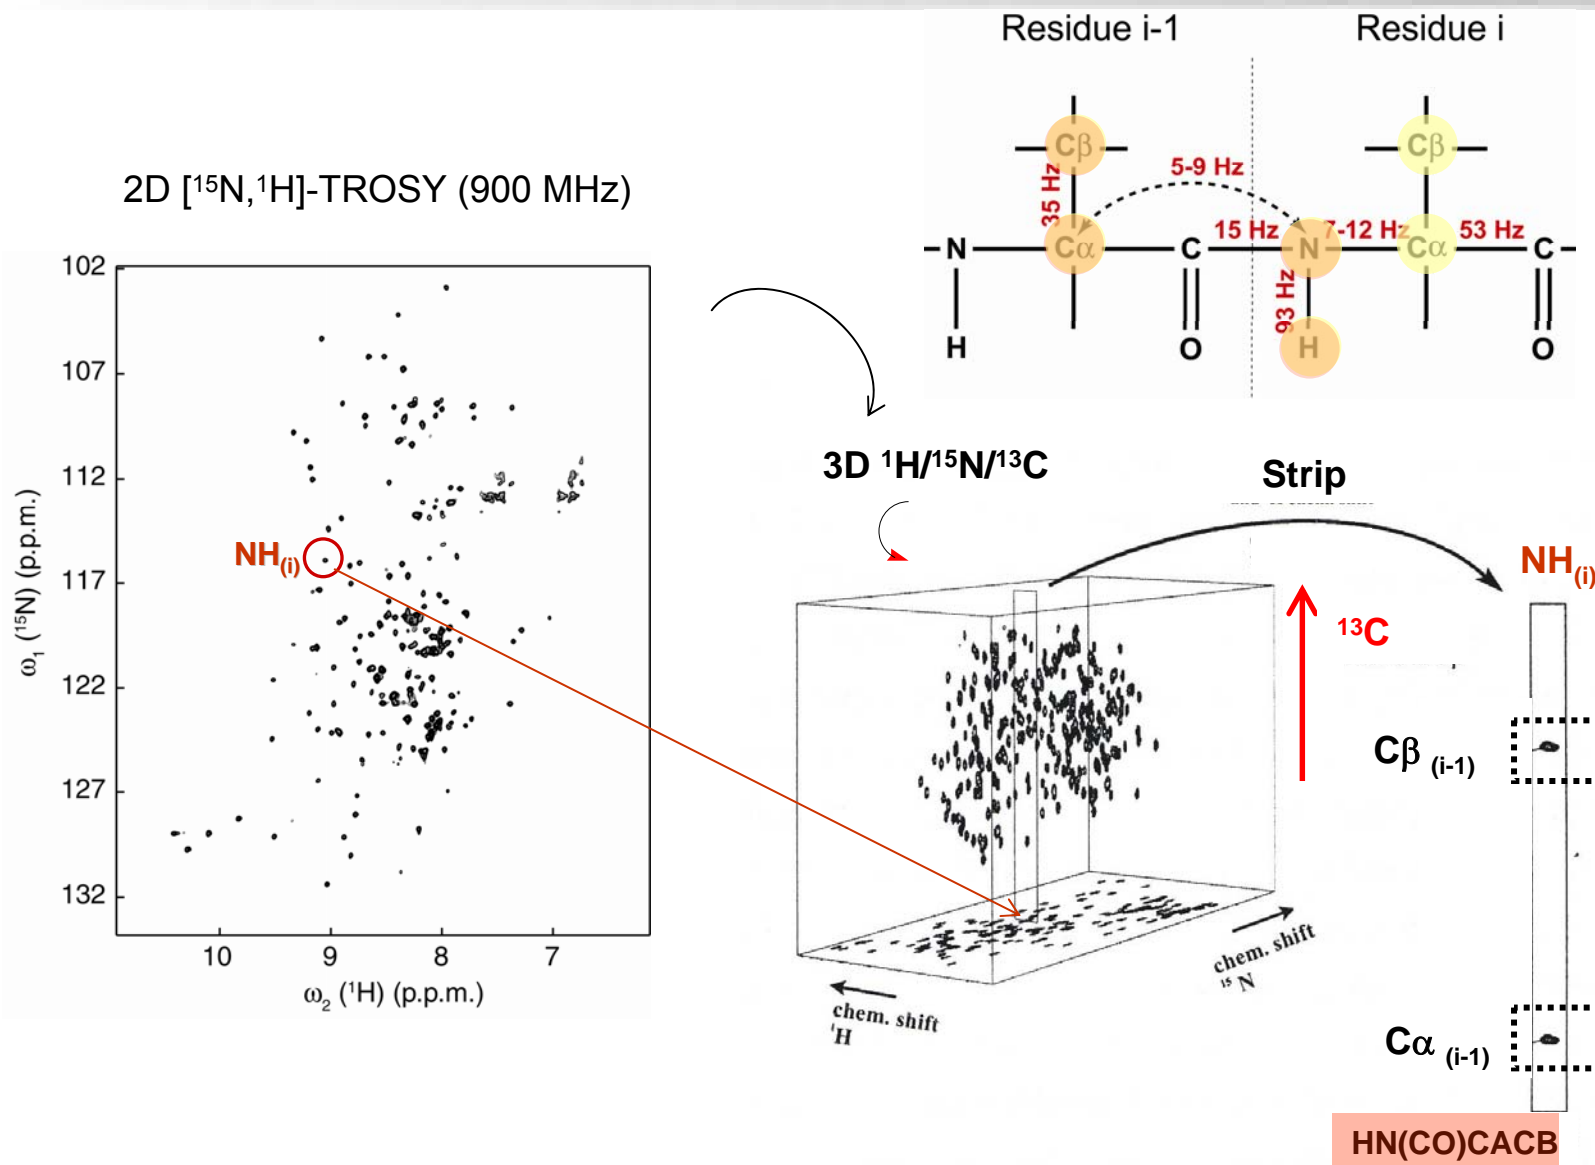 Residue i-1
Residue i
2D [¹⁵N,¹H]-TROSY (900 MHz)
Cβ
Cβ
5-9 Hz
35 Hz
N
Cα
C
15 Hz
N
7-12 Hz
Cα
53 Hz
C
93 Hz
H
O
H
O
102
107
112
117
122
127
132
ω₁ (¹⁵N) (p.p.m.)
NH(i)
10
9
8
7
ω₂ (¹H) (p.p.m.)
3D ¹H/¹⁵N/¹³C
Strip
NH(i)
¹³C
Cβ (i-1)
chem. shift
¹⁵N
chem. shift
¹H
Cα (i-1)
HN(CO)CACB